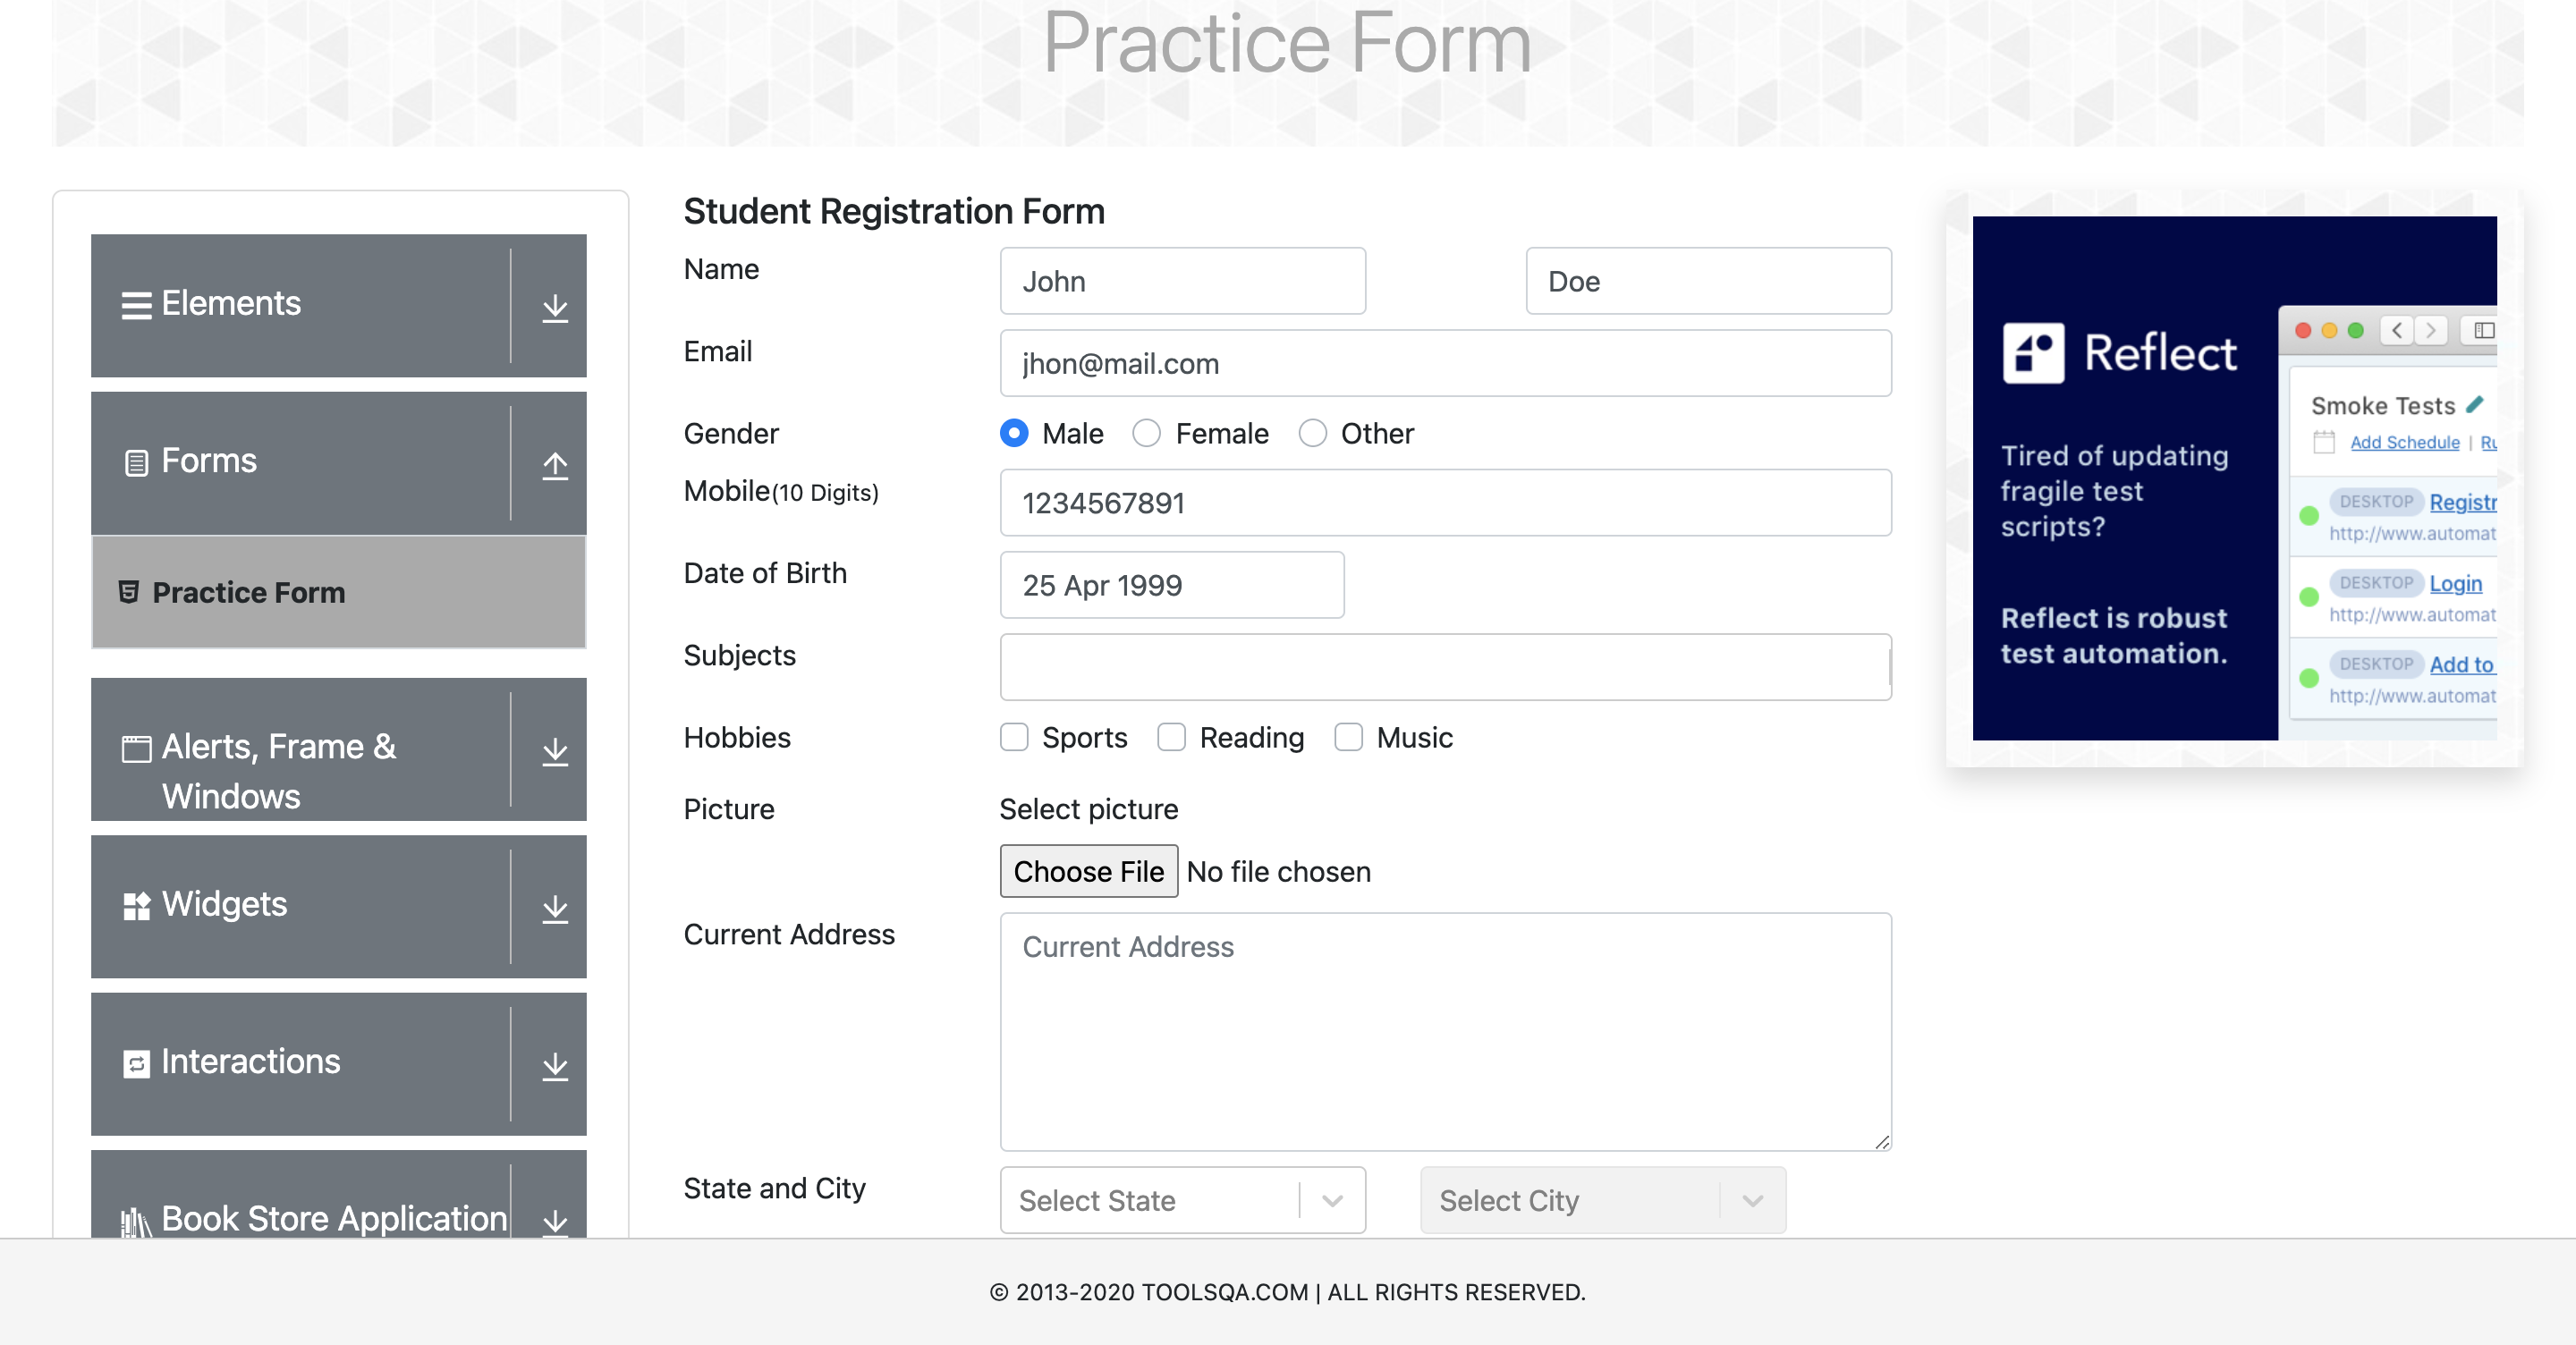 Practice Form
Elements
Forms
Practice Form
Alerts, Frame &
Windows
Widgets
Interactions
Book Store Application
Student Registration Form
Name
John
Doe
Email
jhon@mail.com
Gender
Male
Female
Other
Mobile(10 Digits)
1234567891
Date of Birth
25 Apr 1999
Subjects
Hobbies
Sports
Reading
Music
Picture
Select picture
Choose File No file chosen
Current Address
Current Address
State and City
Select State
Select City
Reflect
Tired of updating
fragile test
scripts?
Reflect is robust
test automation.
Smoke Tests
Add Schedule | Ru
DESKTOP Registr
http://www.automat
DESKTOP Login
http://www.automat
DESKTOP Add to
http://www.automat
© 2013-2020 TOOLSQA.COM | ALL RIGHTS RESERVED.